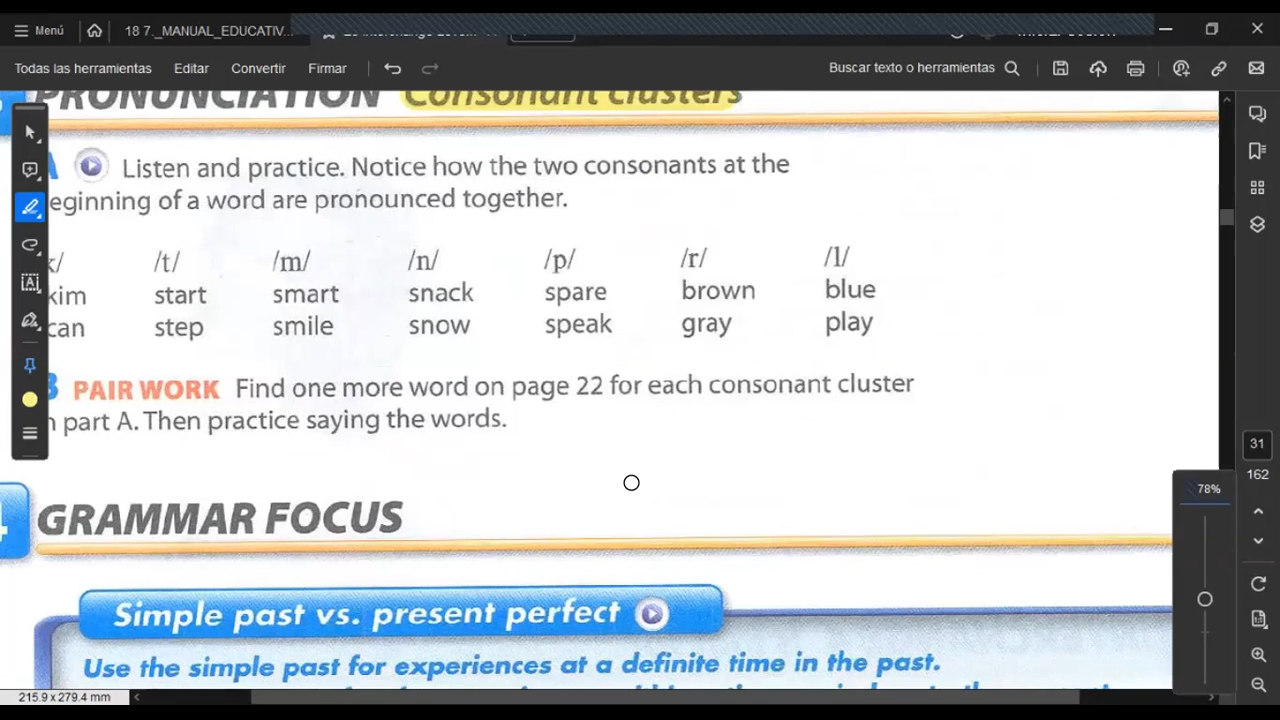 Menú
18 7._MANUAL_EDUCATIV...
Todas las herramientas Editar Convertir Firmar
Buscar texto o herramientas
PRONUNCIATION Consonant clusters
A Listen and practice. Notice how the two consonants at the
eginning of a word are pronounced together.
k/ /t/ /m/ /n/ /p/ /r/ /l/
kim start smart snack spare brown blue
can step smile snow speak gray play
B PAIR WORK Find one more word on page 22 for each consonant cluster
part A. Then practice saying the words.
31
162
78%
4 GRAMMAR FOCUS
Simple past vs. present perfect
Use the simple past for experiences at a definite time in the past.
215.9 x 279.4 mm